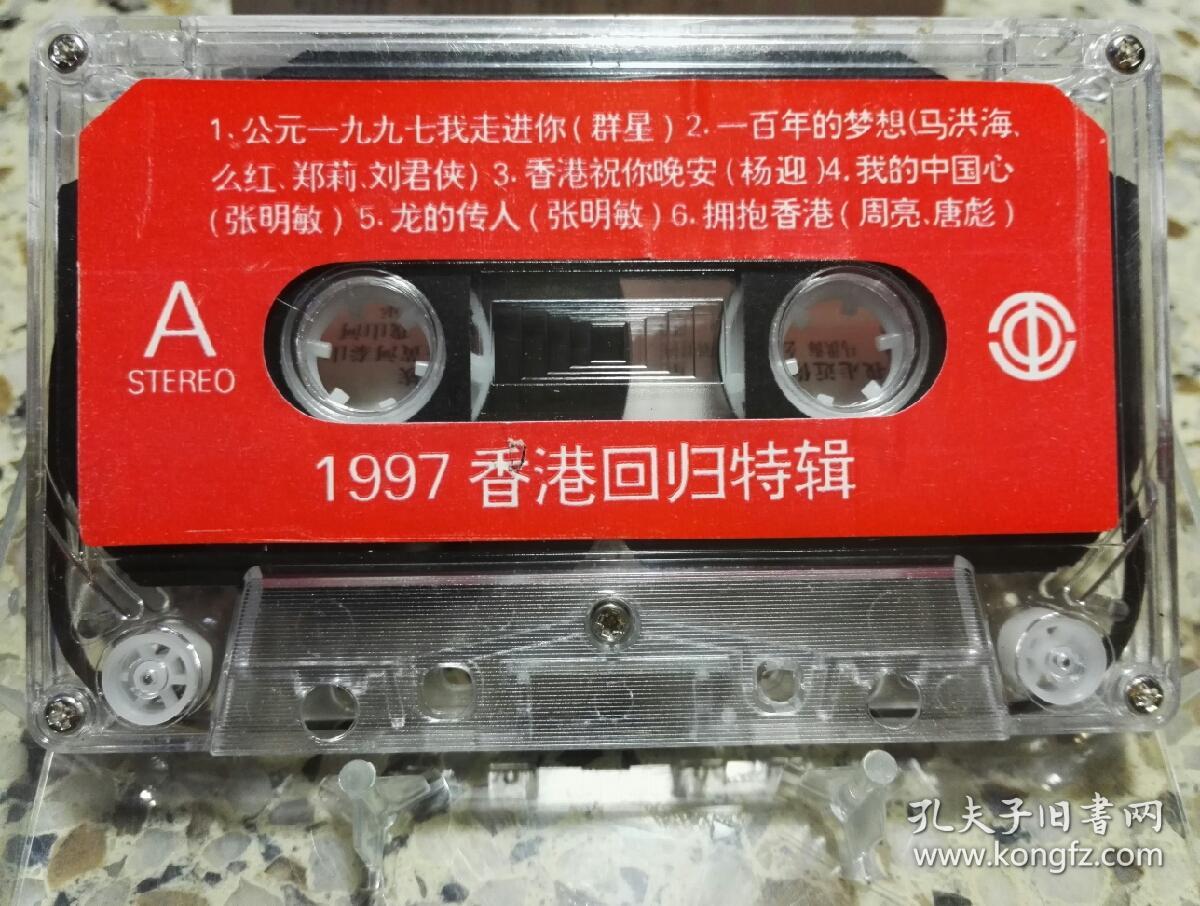 1、公元一九九七我走进你(群星)2.一百年的梦想(马洪海、
么红、郑莉、刘君侠)3.香港祝你晚安(杨迎)4.我的中国心
(张明敏)5.龙的传人(张明敏)6.拥抱香港(周亮、唐彪)
A
STEREO
1997香港回归特辑
孔夫子旧书网
www.kongfz.com